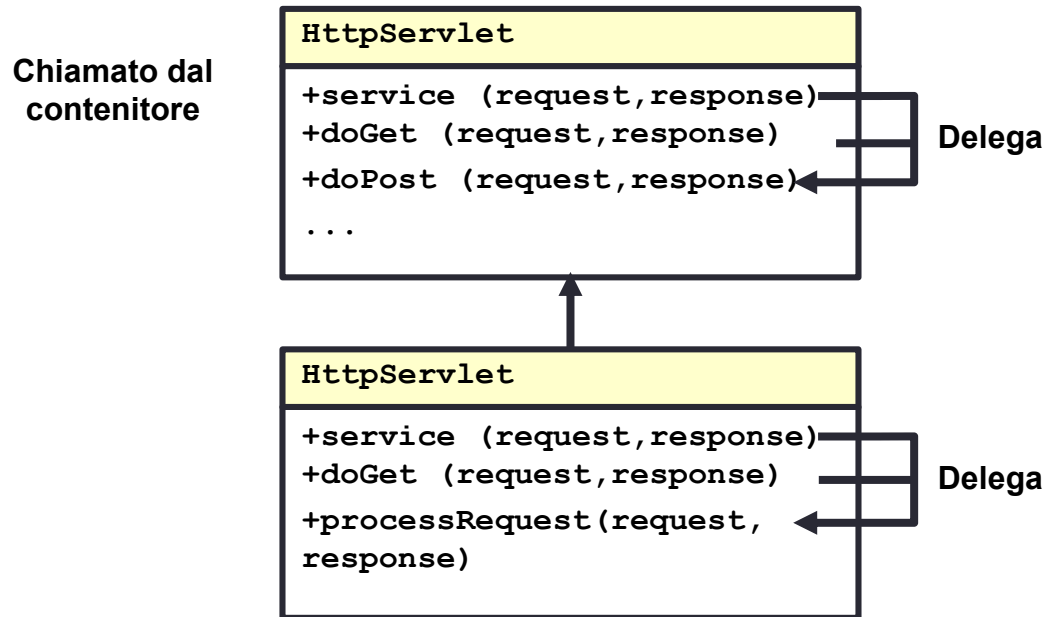 HttpServlet
Chiamato dal
contenitore
+service (request,response)
+doGet (request,response)
+doPost (request,response)
...
Delega
HttpServlet
+service (request,response)
+doGet (request,response)
+processRequest(request,
response)
Delega